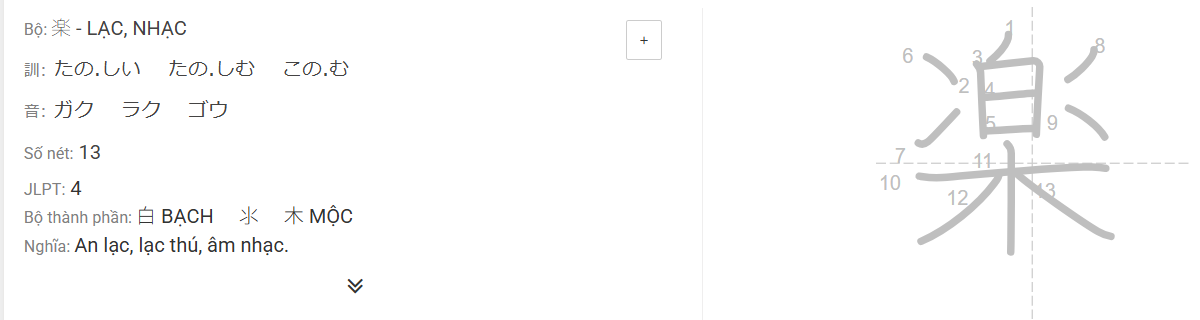 Bộ: 楽 - LẠC, NHẠC
+
訓: たの.しい たの.しむ この.む
音: ガク ラク ゴウ
Số nét: 13
JLPT: 4
Bộ thành phần: 白 BẠCH 氺 木 MỘC
Nghĩa: An lạc, lạc thú, âm nhạc.
楽
1
2
3
4
5
6
7
8
9
10
11
12
13